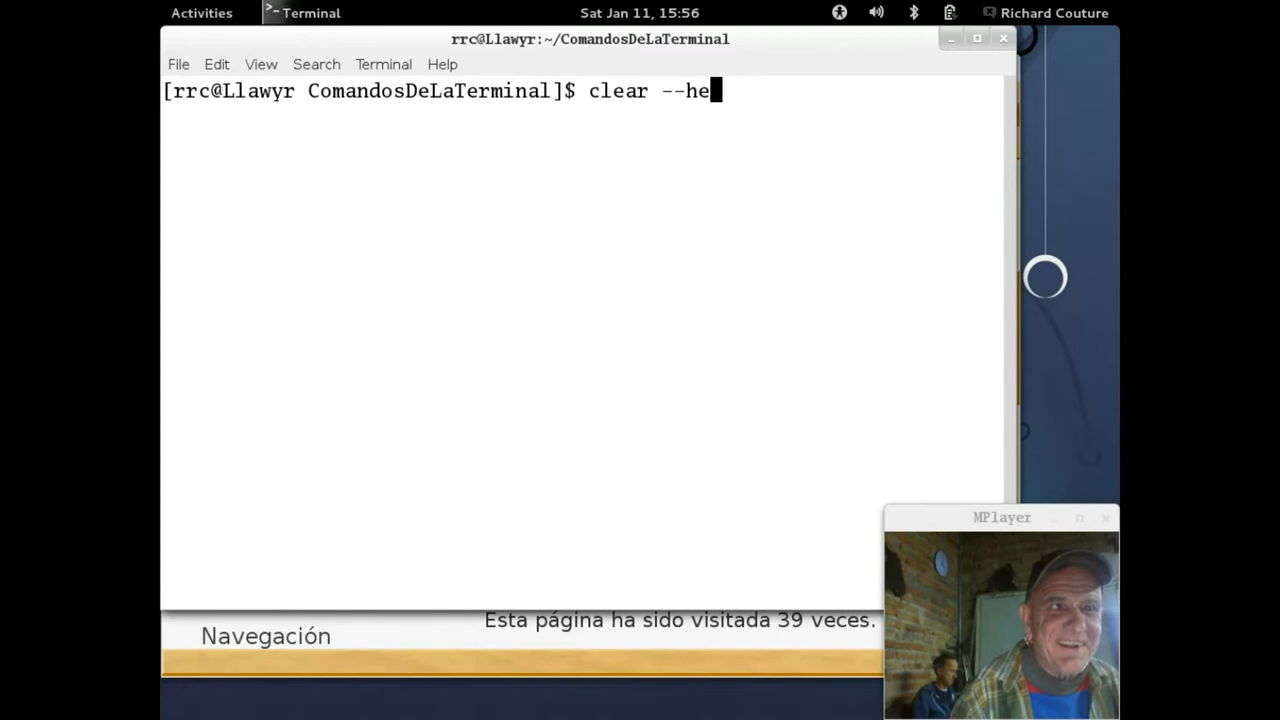 Activities
Terminal
Sat Jan 11, 15:56
Richard Couture
rrc@Llawyr:~/ComandosDeLaTerminal
File Edit View Search Terminal Help
[rrc@Llawyr ComandosDeLaTerminal]$ clear --he
MPlayer
Esta página ha sido visitada 39 veces.
Navegación